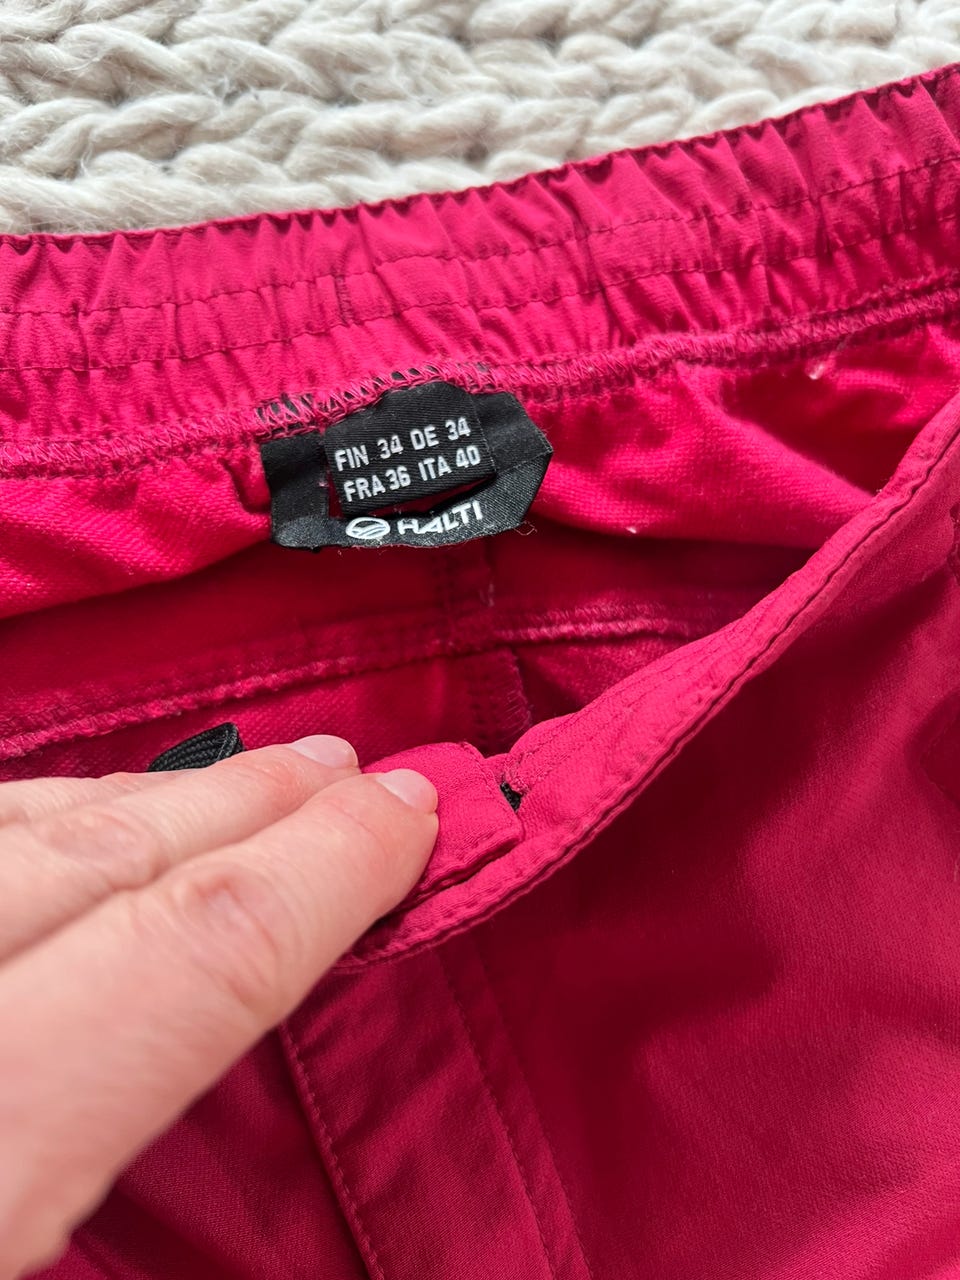 FIN 34 DE 34
FRA 36 ITA 40
HALTI